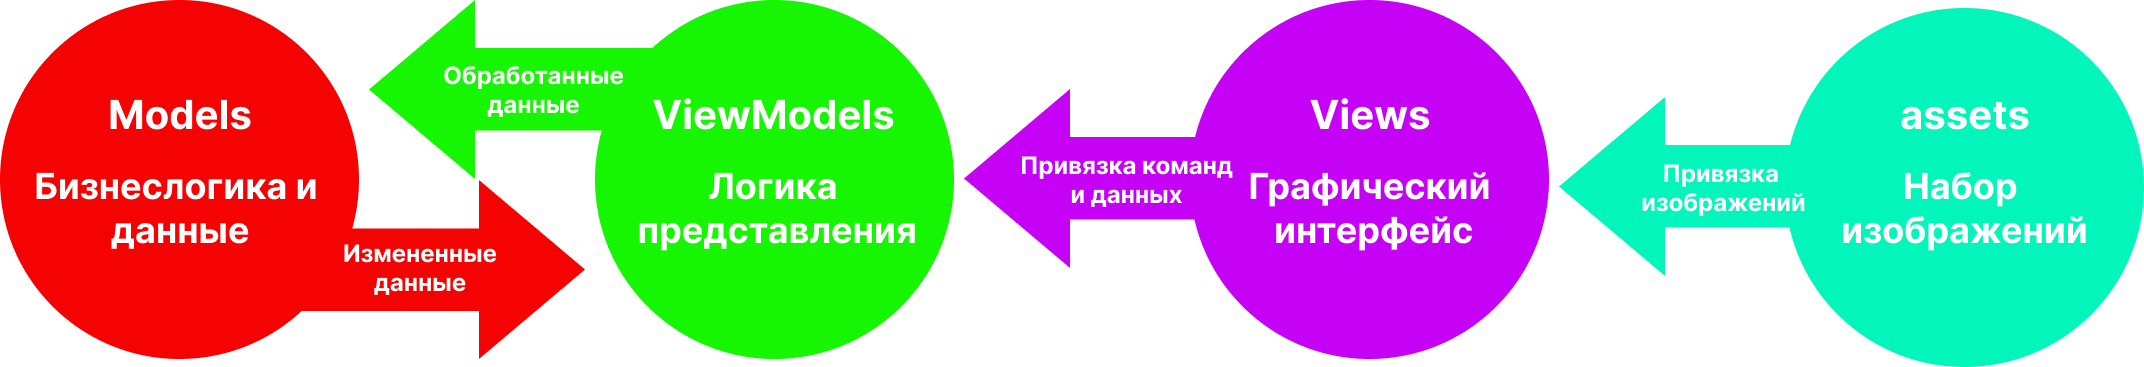 Models
Бизнеслогика и
данные
Обработанные
данные
Измененные
данные
ViewModels
Логика
представления
Привязка команд
и данных
Views
Графический
интерфейс
Привязка
изображений
assets
Набор
изображений